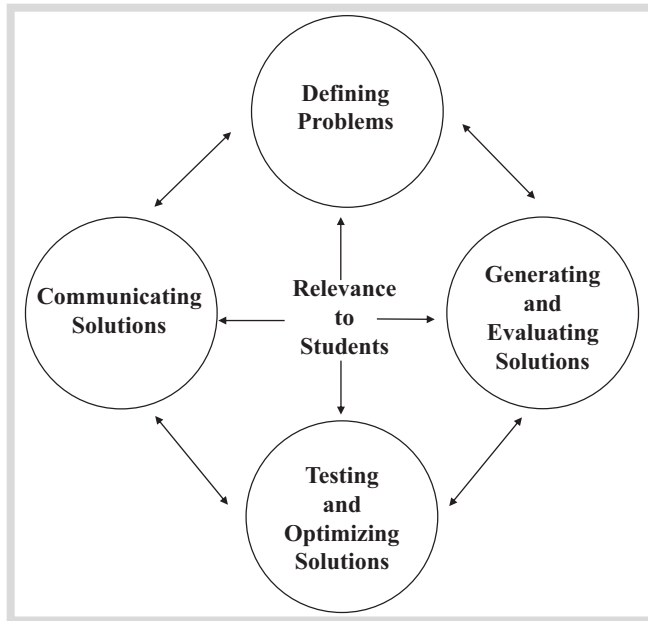 Defining
Problems
Communicating
Solutions
Relevance
to
Students
Generating
and
Evaluating
Solutions
Testing
and
Optimizing
Solutions